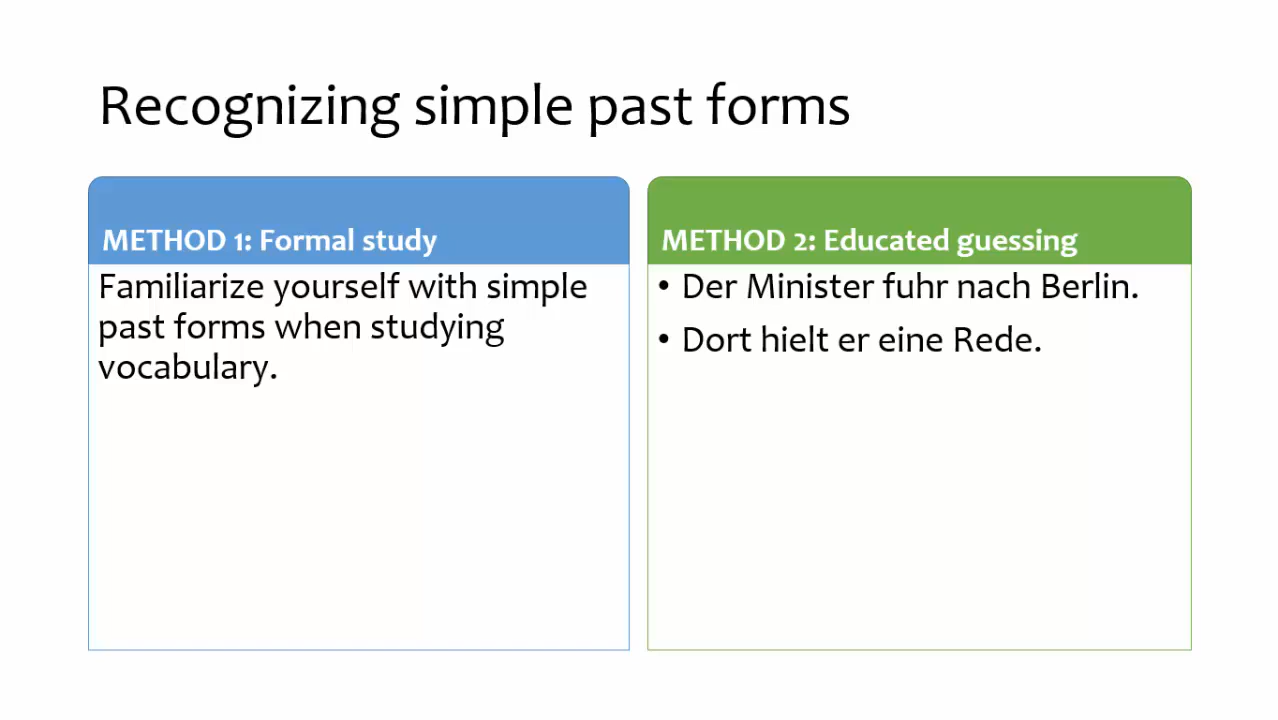 Recognizing simple past forms
METHOD 1: Formal study
Familiarize yourself with simple
past forms when studying
vocabulary.
METHOD 2: Educated guessing
• Der Minister fuhr nach Berlin.
• Dort hielt er eine Rede.